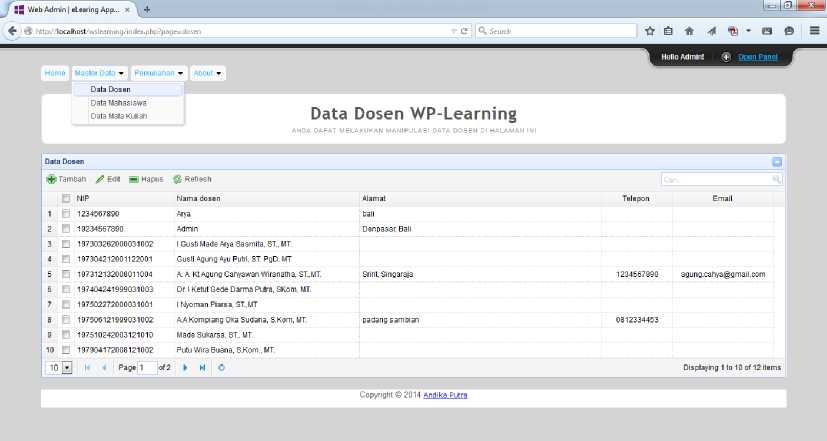 Web Admin | eLearing App...
http://localhost/wslearning/index.php?page=dosen
Search
Hello Admin! Open Panel
Home Master Data About
Data Dosen
Data Mahasiswa
Data Mata Kuliah
Data Dosen WP-Learning
ANDA DAPAT MELAKUKAN MANIPULASI DATA DOSEN DI HALAMAN INI
Data Dosen
Tambah Edit Hapus Refresh Cari...
NIP Nama dosen Alamat Telepon Email
1 1234567890 Arya bali
2 19234567890 Admin Denpasar, Bali
3 197303262000031002 I Gusti Made Arya Sasmita, ST., MT.
4 197304212001122001 Gusti Agung Ayu Putri, ST. PgD. MT
5 197312132008011004 A. A. Kt Agung Cahyawan Wiranatha, ST.,MT. Singaraja 1234567890 agung.cahya@gmail.com
6 197404241999031003 Dr. I Ketut Gede Darma Putra, SKom, MT.
7 197502272000031001 I Nyoman Piarsa, ST.,MT
8 197506121999031002 A.A Kompiang Oka Sudana, S.Kom, MT. padang sambian 0812334453
9 197510242003121010 Made Sukarsa, ST., MT.
10 197904172008121002 Putu Wira Buana, S.Kom., MT.
10 Page 1 of 2 Displaying 1 to 10 of 12 items
Copyright © 2014 Andika Putra